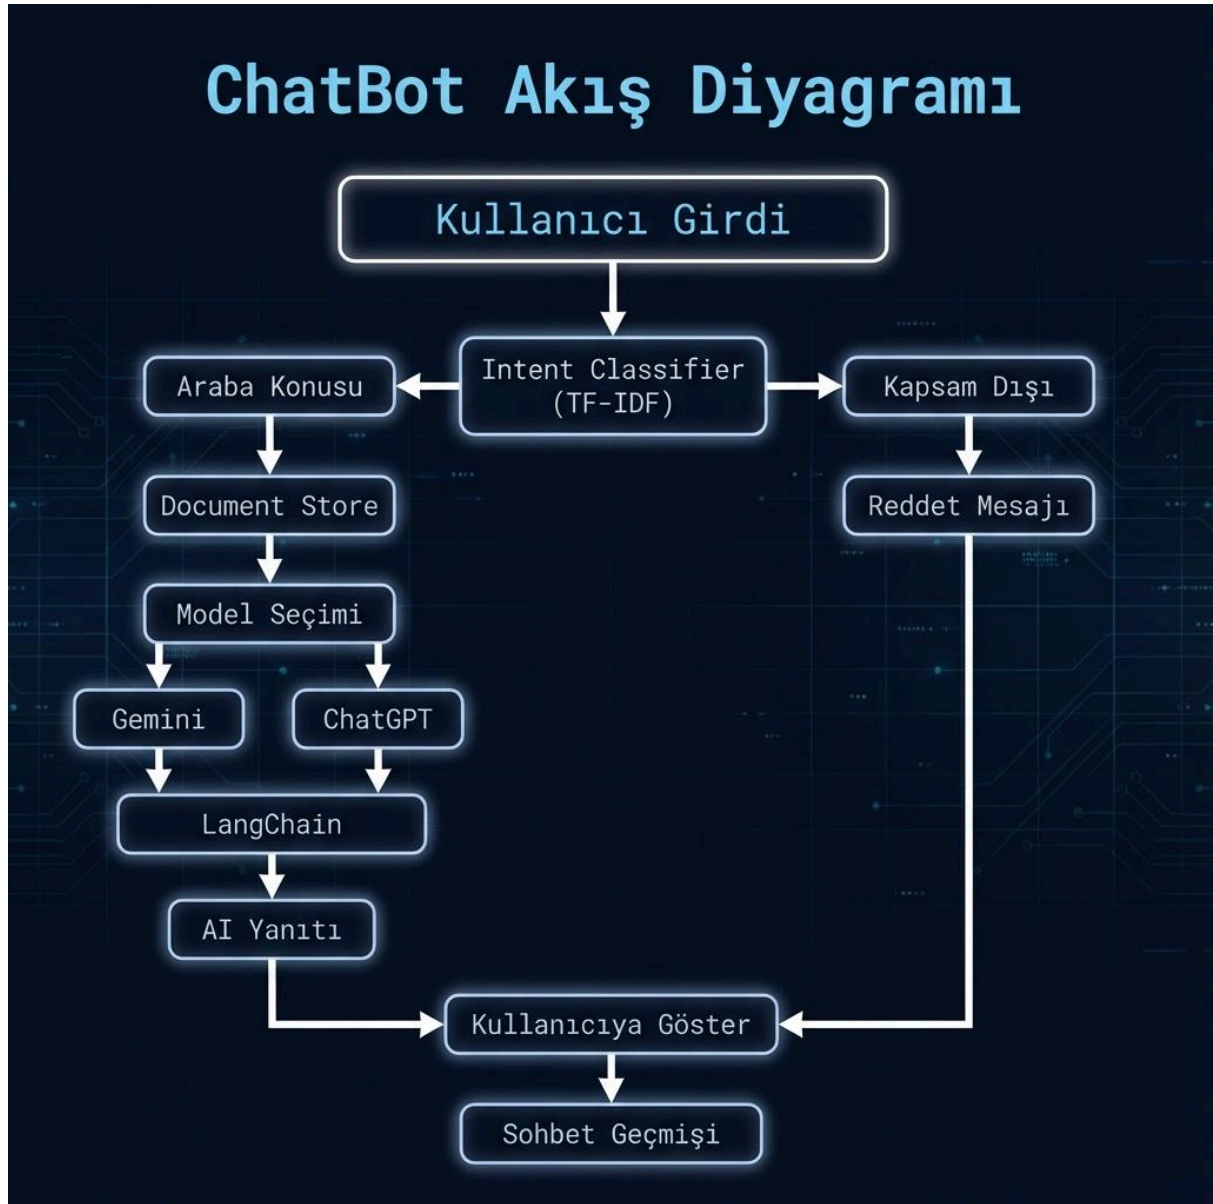 ChatBot Akış Diyagramı
Kullanıcı Girdi
Intent Classifier
(TF-IDF)
Araba Konusu
Kapsam Dışı
Document Store
Reddet Mesajı
Model Seçimi
Gemini
ChatGPT
LangChain
AI Yanıtı
Kullanıcıya Göster
Sohbet Geçmişi